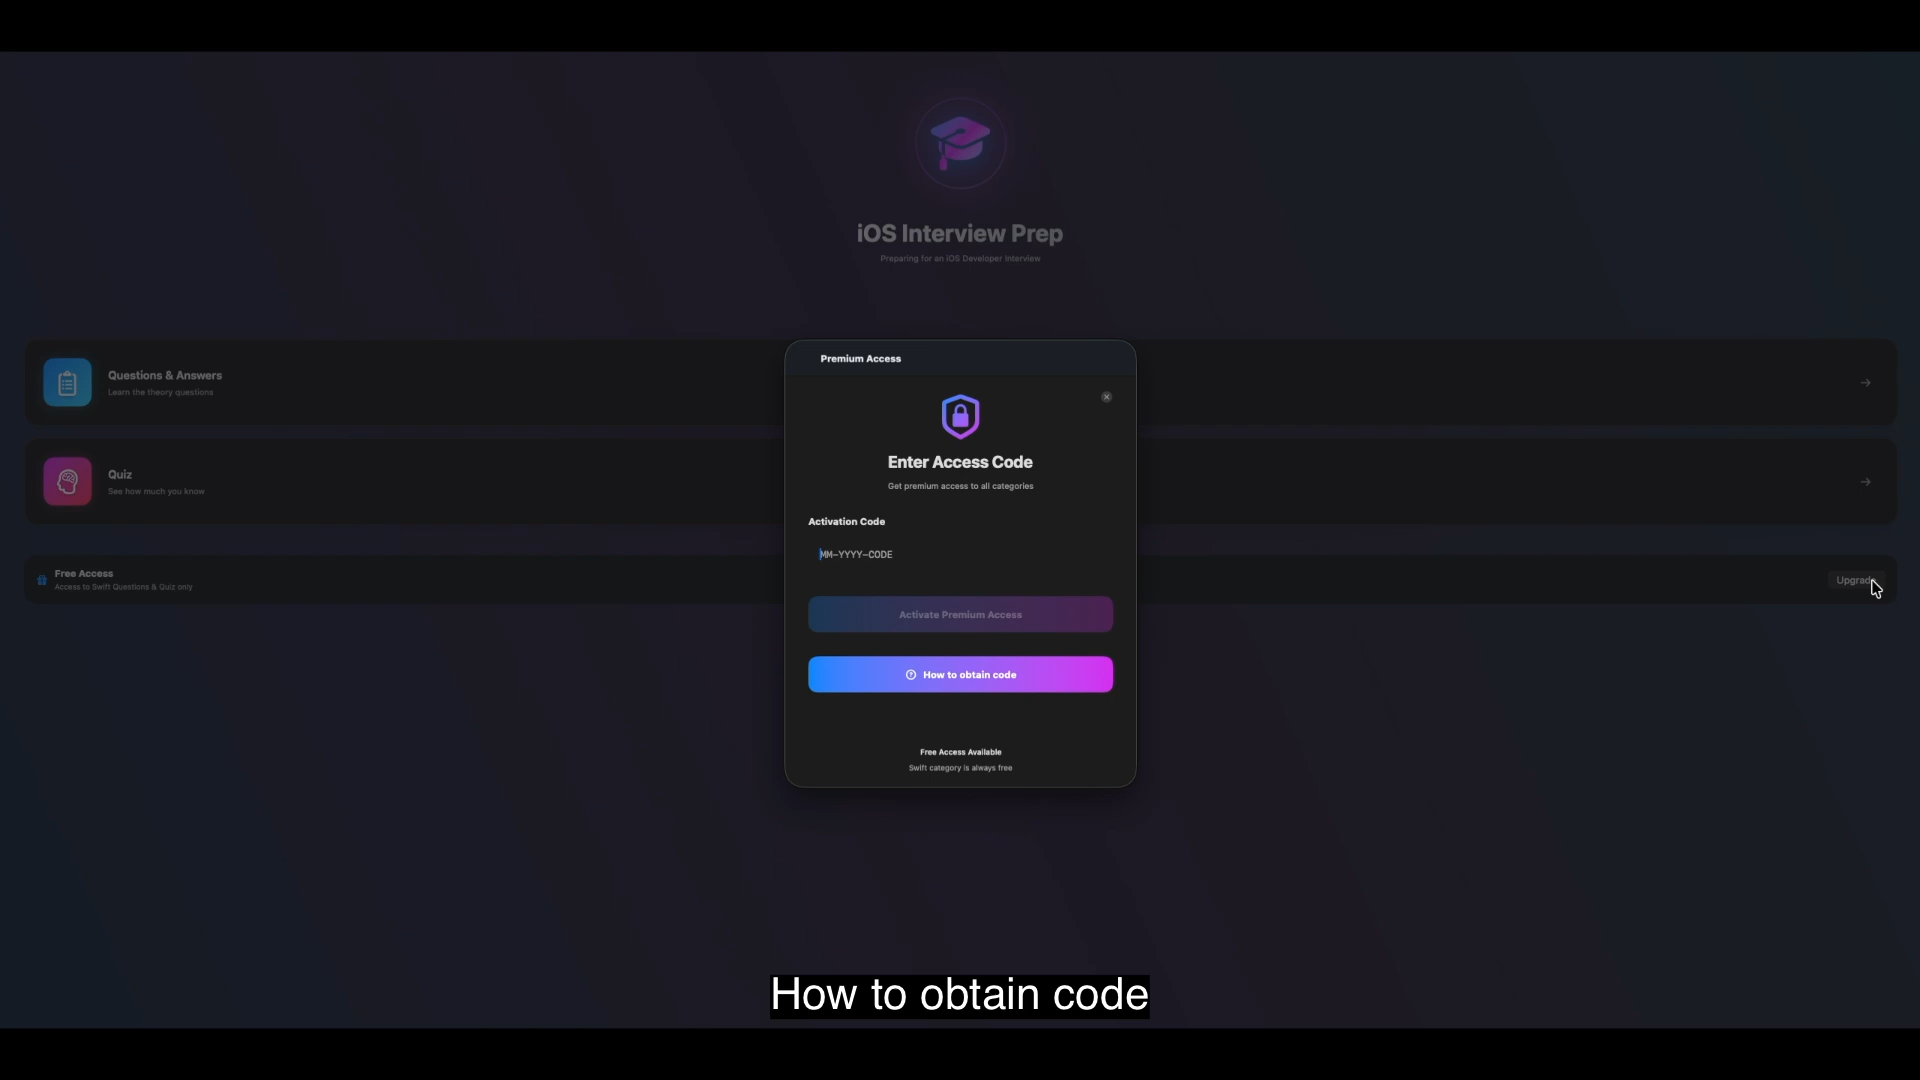 iOS Interview Prep
Preparing for an iOS Developer Interview
Questions & Answers
Learn the theory questions
Quiz
See how much you know
Free Access
Access to Swift Questions & Quiz only
Upgrade
Premium Access
Enter Access Code
Get premium access to all categories
Activation Code
MM-YYYY-CODE
Activate Premium Access
How to obtain code
Free Access Available
Swift category is always free
How to obtain code